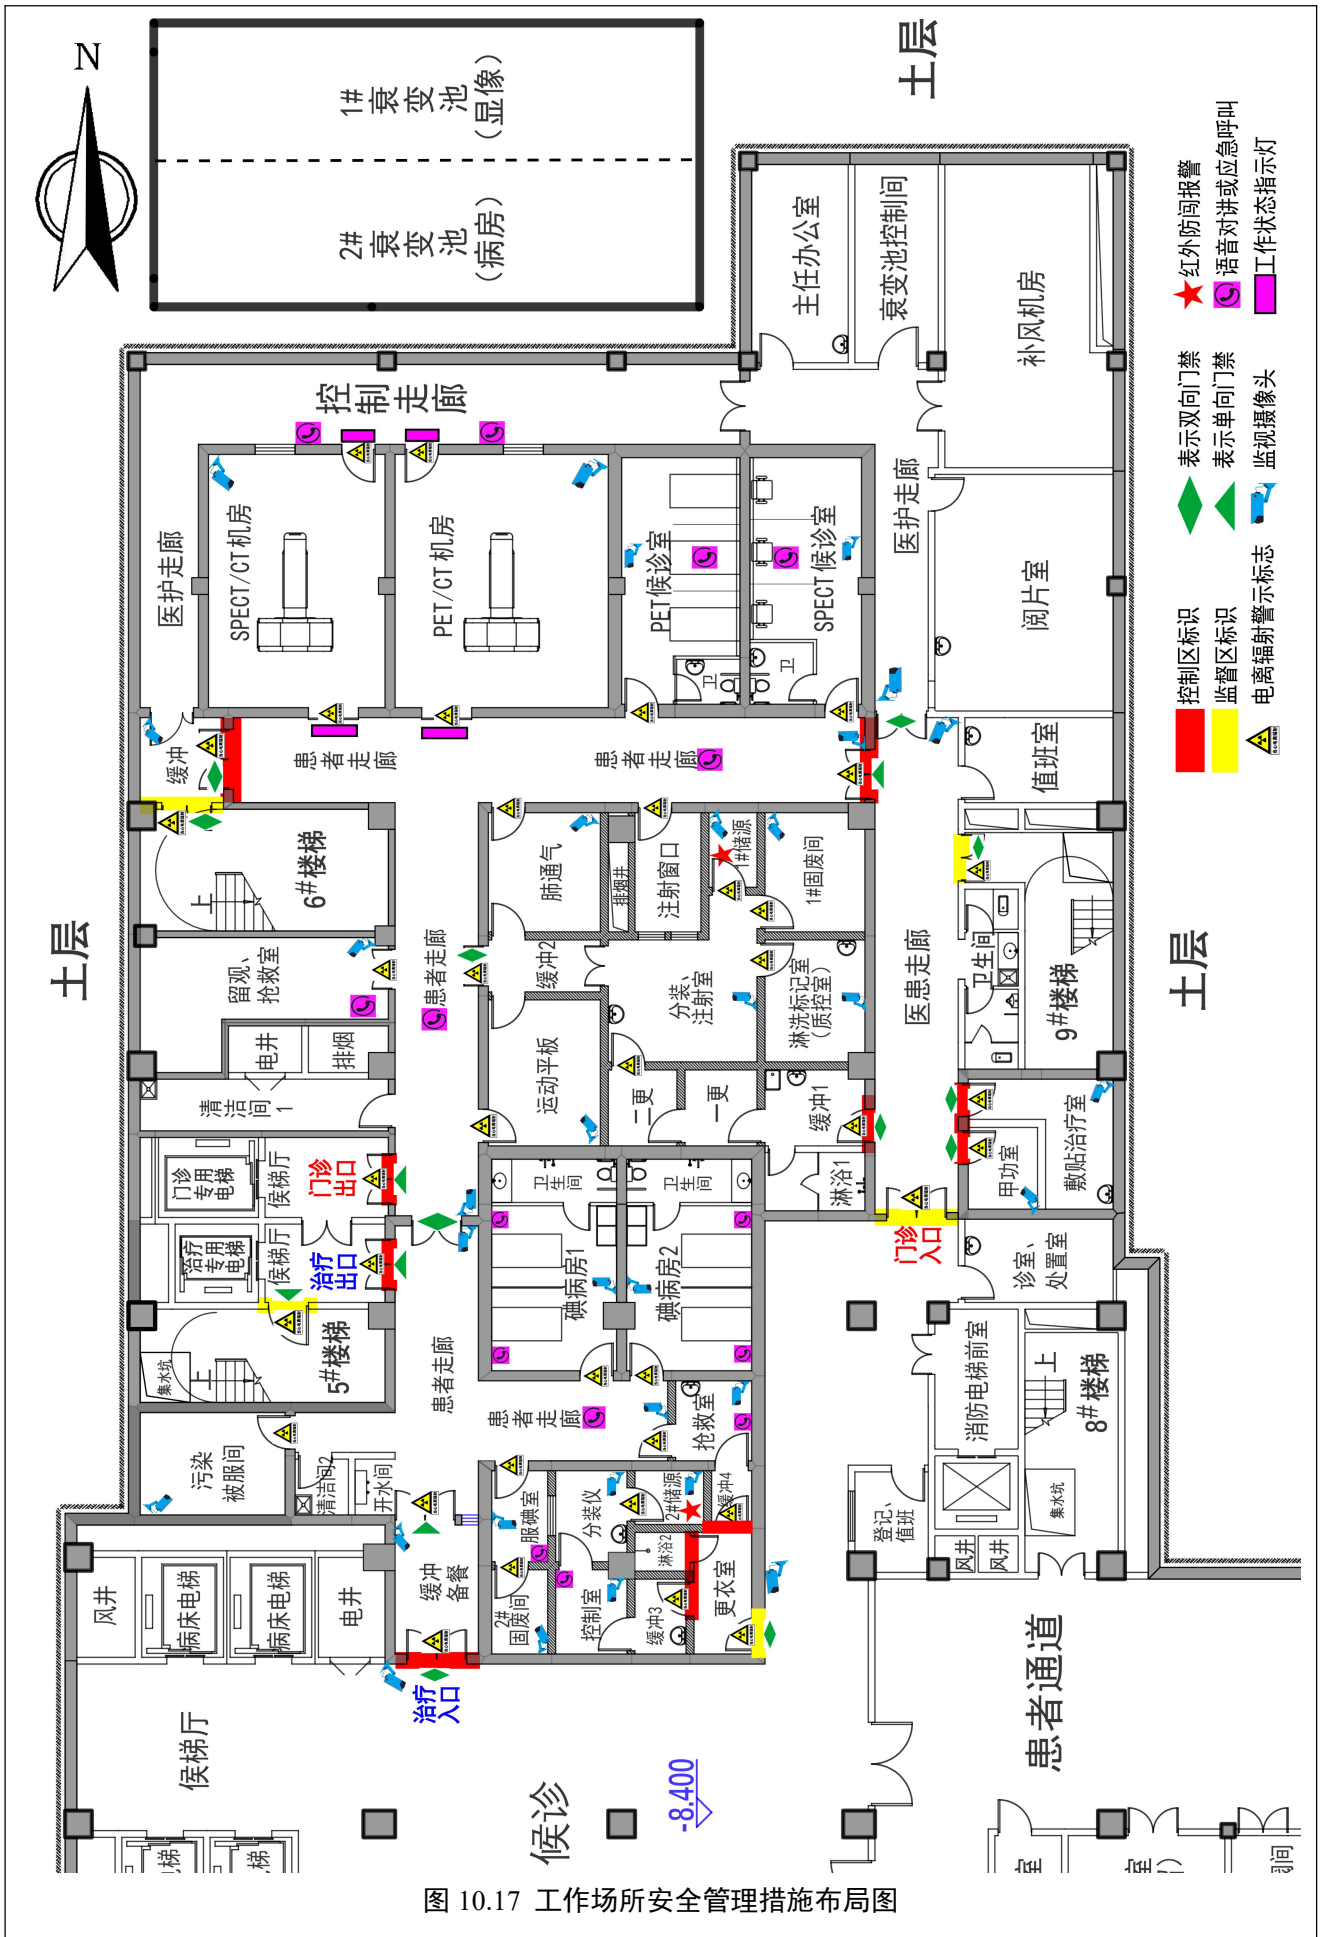 N
1#
衰
变
池
(显像)
2#
衰
变
池
(病房)
土层
主任办公室
衰变池控制间
补风机房
红外防闯报警
语音对讲或应急呼叫
工作状态指示灯
表示双向门禁
表示单向门禁
监视摄像头
控制区标识
监督区标识
电离辐射警示标志
控制走廊
医护走廊
SPECT/CT机房
PET/CT机房
PET候诊室
SPECT候诊室
卫
卫
医护走廊
阅片室
值班室
缓冲
患者
走廊
患者
走廊
土层
6#楼梯
上
留观、
抢救室
电井
排烟
清洁
间1
患者走廊
肺通气
排烟井
注射窗口
1#储源
1#固废间
缓冲2
分装、
注射室
淋洗标记室
(质控室)
运动平板
二更
一更
缓冲1
淋浴1
医患走廊
卫生间
9#楼梯
土层
甲功室
敷贴治疗室
门诊
入口
诊室、
处置室
门诊
专用
电梯
侯梯厅
门诊
出口
治疗
专用
电梯
侯梯厅
治疗
出口
5#楼梯
上
集水坑
卫
生
间
卫
生
间
碘病房1
碘病房2
患者走廊
患者
走廊
抢救室
污染
被服间
清洁间2
开水间
服碘室
分装仪
2#储源
缓冲4
2#
固废间
控制室
淋浴2
缓冲3
更衣室
缓冲
备餐
治疗
入口
风井
病床电梯
病床电梯
电井
侯梯厅
梯
梯
候诊
-8.400
消防电梯前室
上
8#楼梯
集水坑
登记、
值班
风井
风井
患者通道
室
室
)
阀间
图 10.17 工作场所安全管理措施布局图